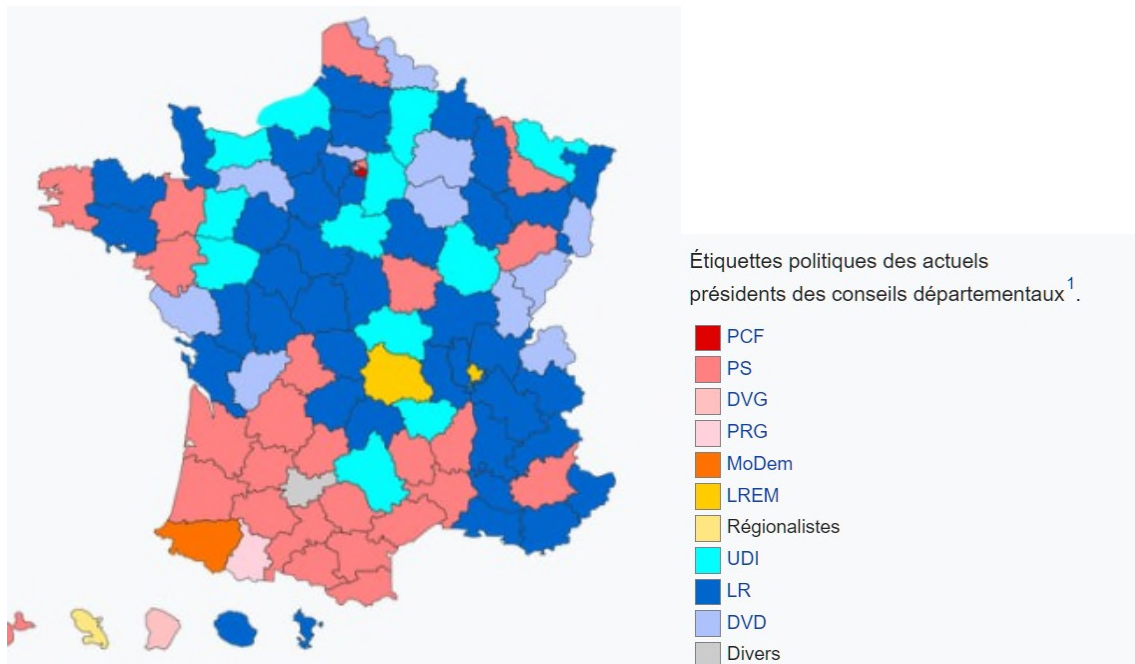 Étiquettes politiques des actuels
présidents des conseils départementaux¹.
PCF
PS
DVG
PRG
MoDem
LREM
Régionalistes
UDI
LR
DVD
Divers